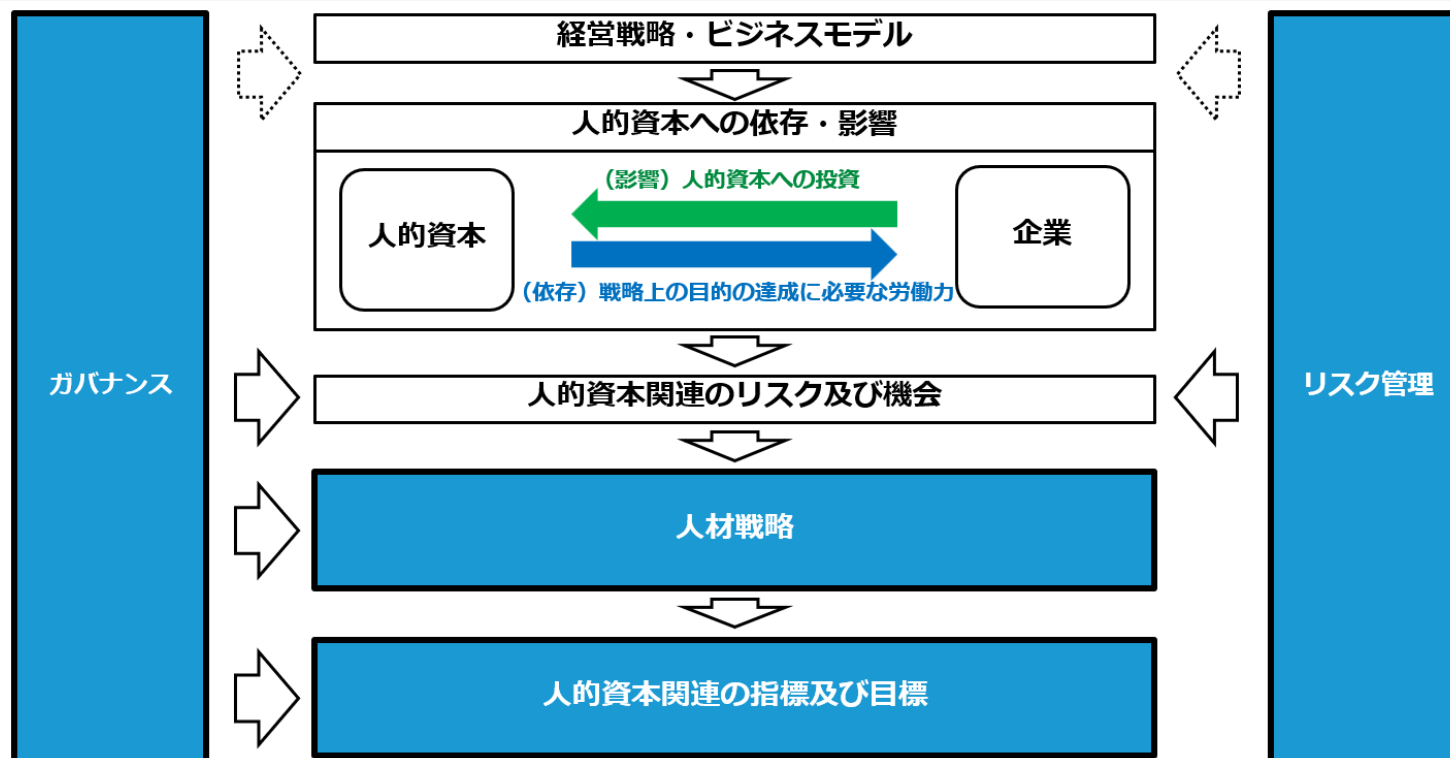 経営戦略・ビジネスモデル
人的資本への依存・影響
（影響）人的資本への投資
人的資本
企業
（依存）戦略上の目的の達成に必要な労働力
ガバナンス
人的資本関連のリスク及び機会
リスク管理
人材戦略
人的資本関連の指標及び目標